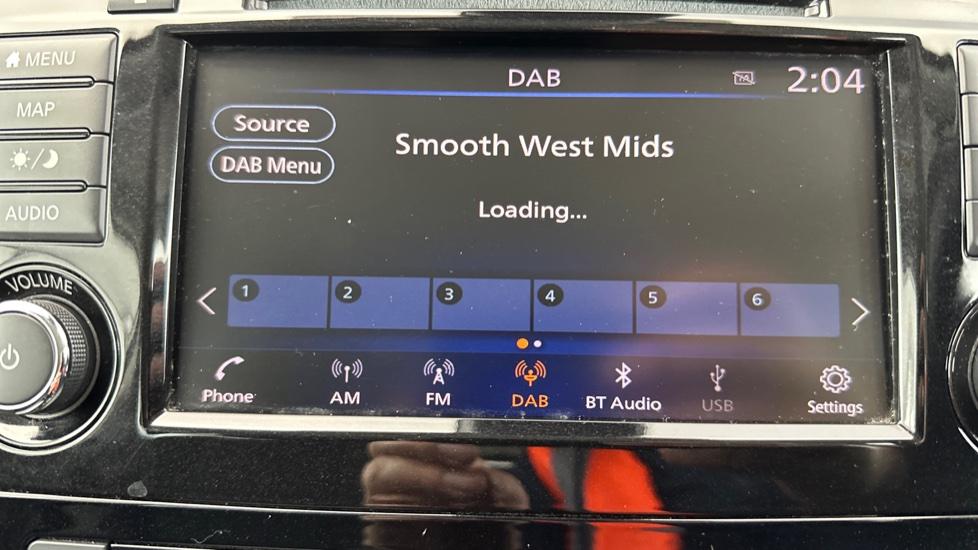 MENU
MAP
AUDIO
VOLUME
DAB
TA
2:04
Source
DAB Menu
Smooth West Mids
Loading...
1 2 3 4 5 6
Phone AM FM DAB BT Audio USB Settings